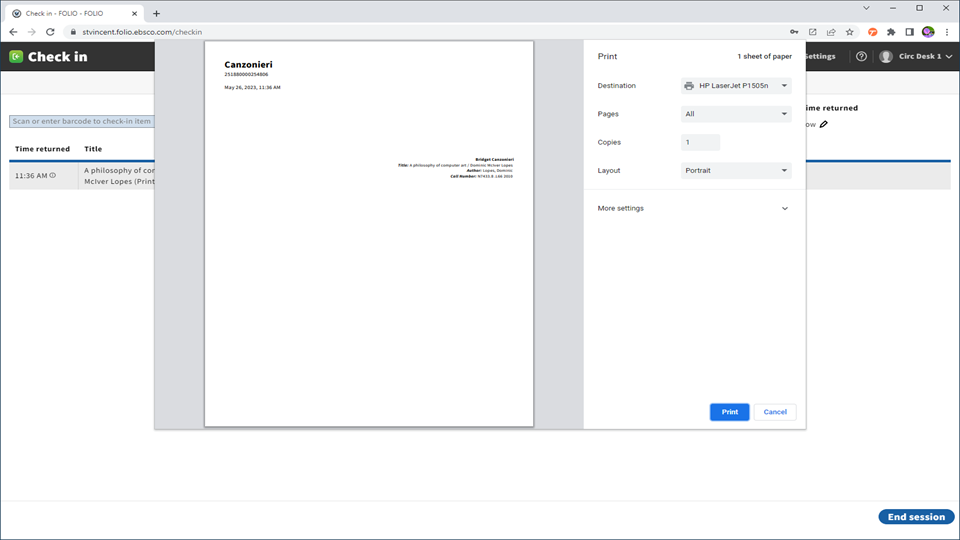 Check in - FOLIO - FOLIO
stvincent.folio.ebsco.com/checkin
Check in
Settings
Circ Desk 1
Scan or enter barcode to check-in item
Time returned
Title
11:36 AM
A philosophy of
McIver Lopes (Print
Canzonieri
May 26, 2023, 11:36 AM
Bridget Canzonieri
Title: A philosophy of computer art / Dominic McIver Lopes
Author: Lopes, Dominic
Call Number: N7433.8 .L66 2010
Print
1 sheet of paper
Destination
HP LaserJet P1505n
Pages
All
Copies
1
Layout
Portrait
More settings
Print
Cancel
returned
End session